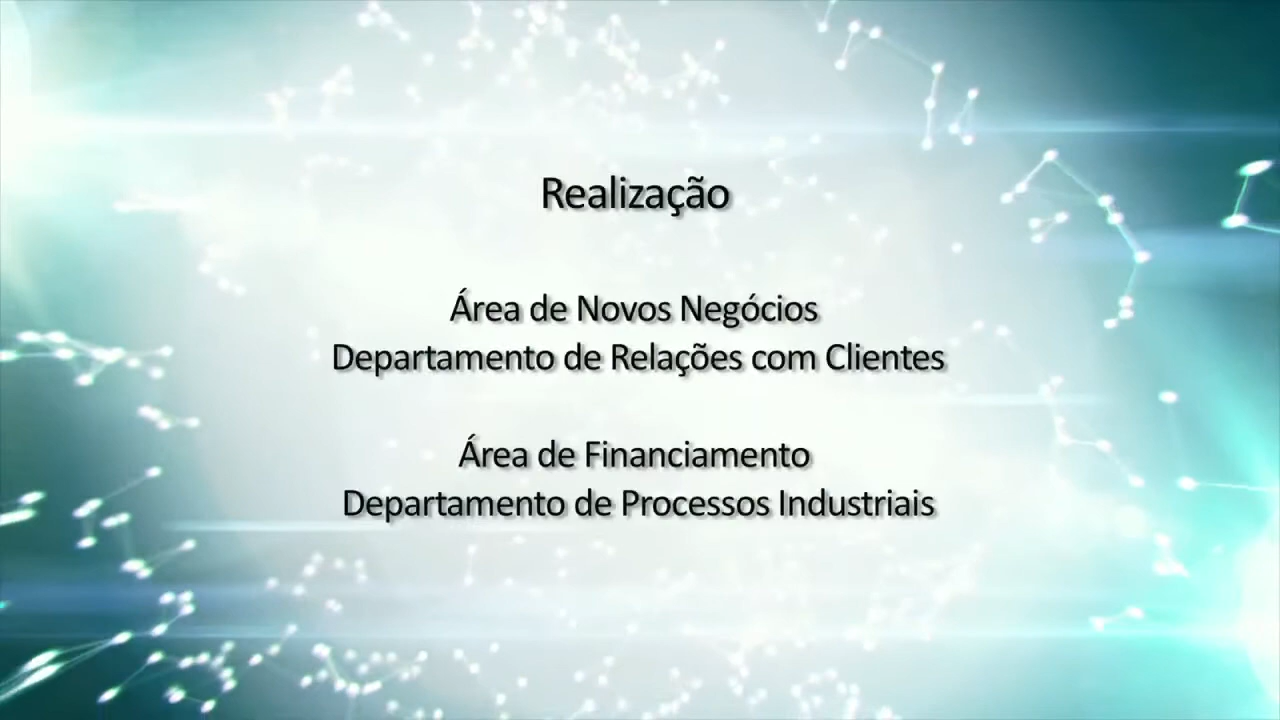 Realização
Área de Novos Negócios
Departamento de Relações com Clientes
Área de Financiamento
Departamento de Processos Industriais